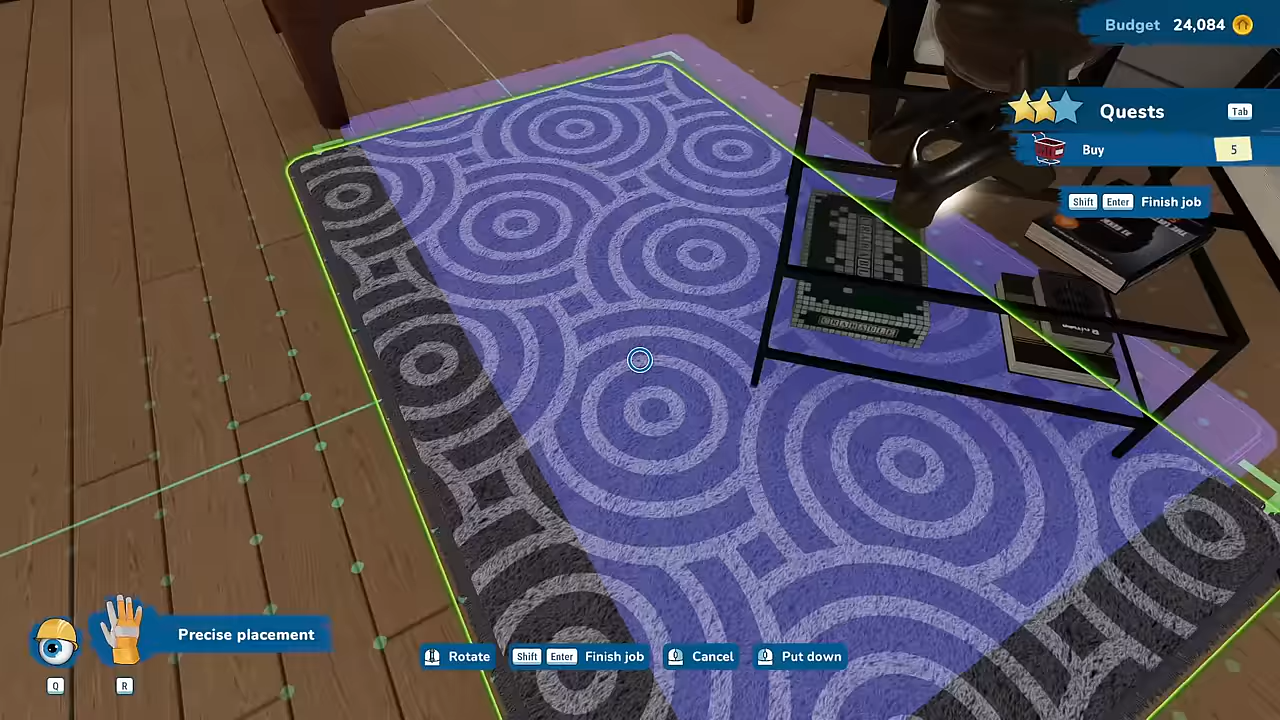 Budget 24,084
Quests Tab
Buy 5
Shift Enter Finish job
Precise placement
Rotate Shift Enter Finish job Cancel Put down
Q R